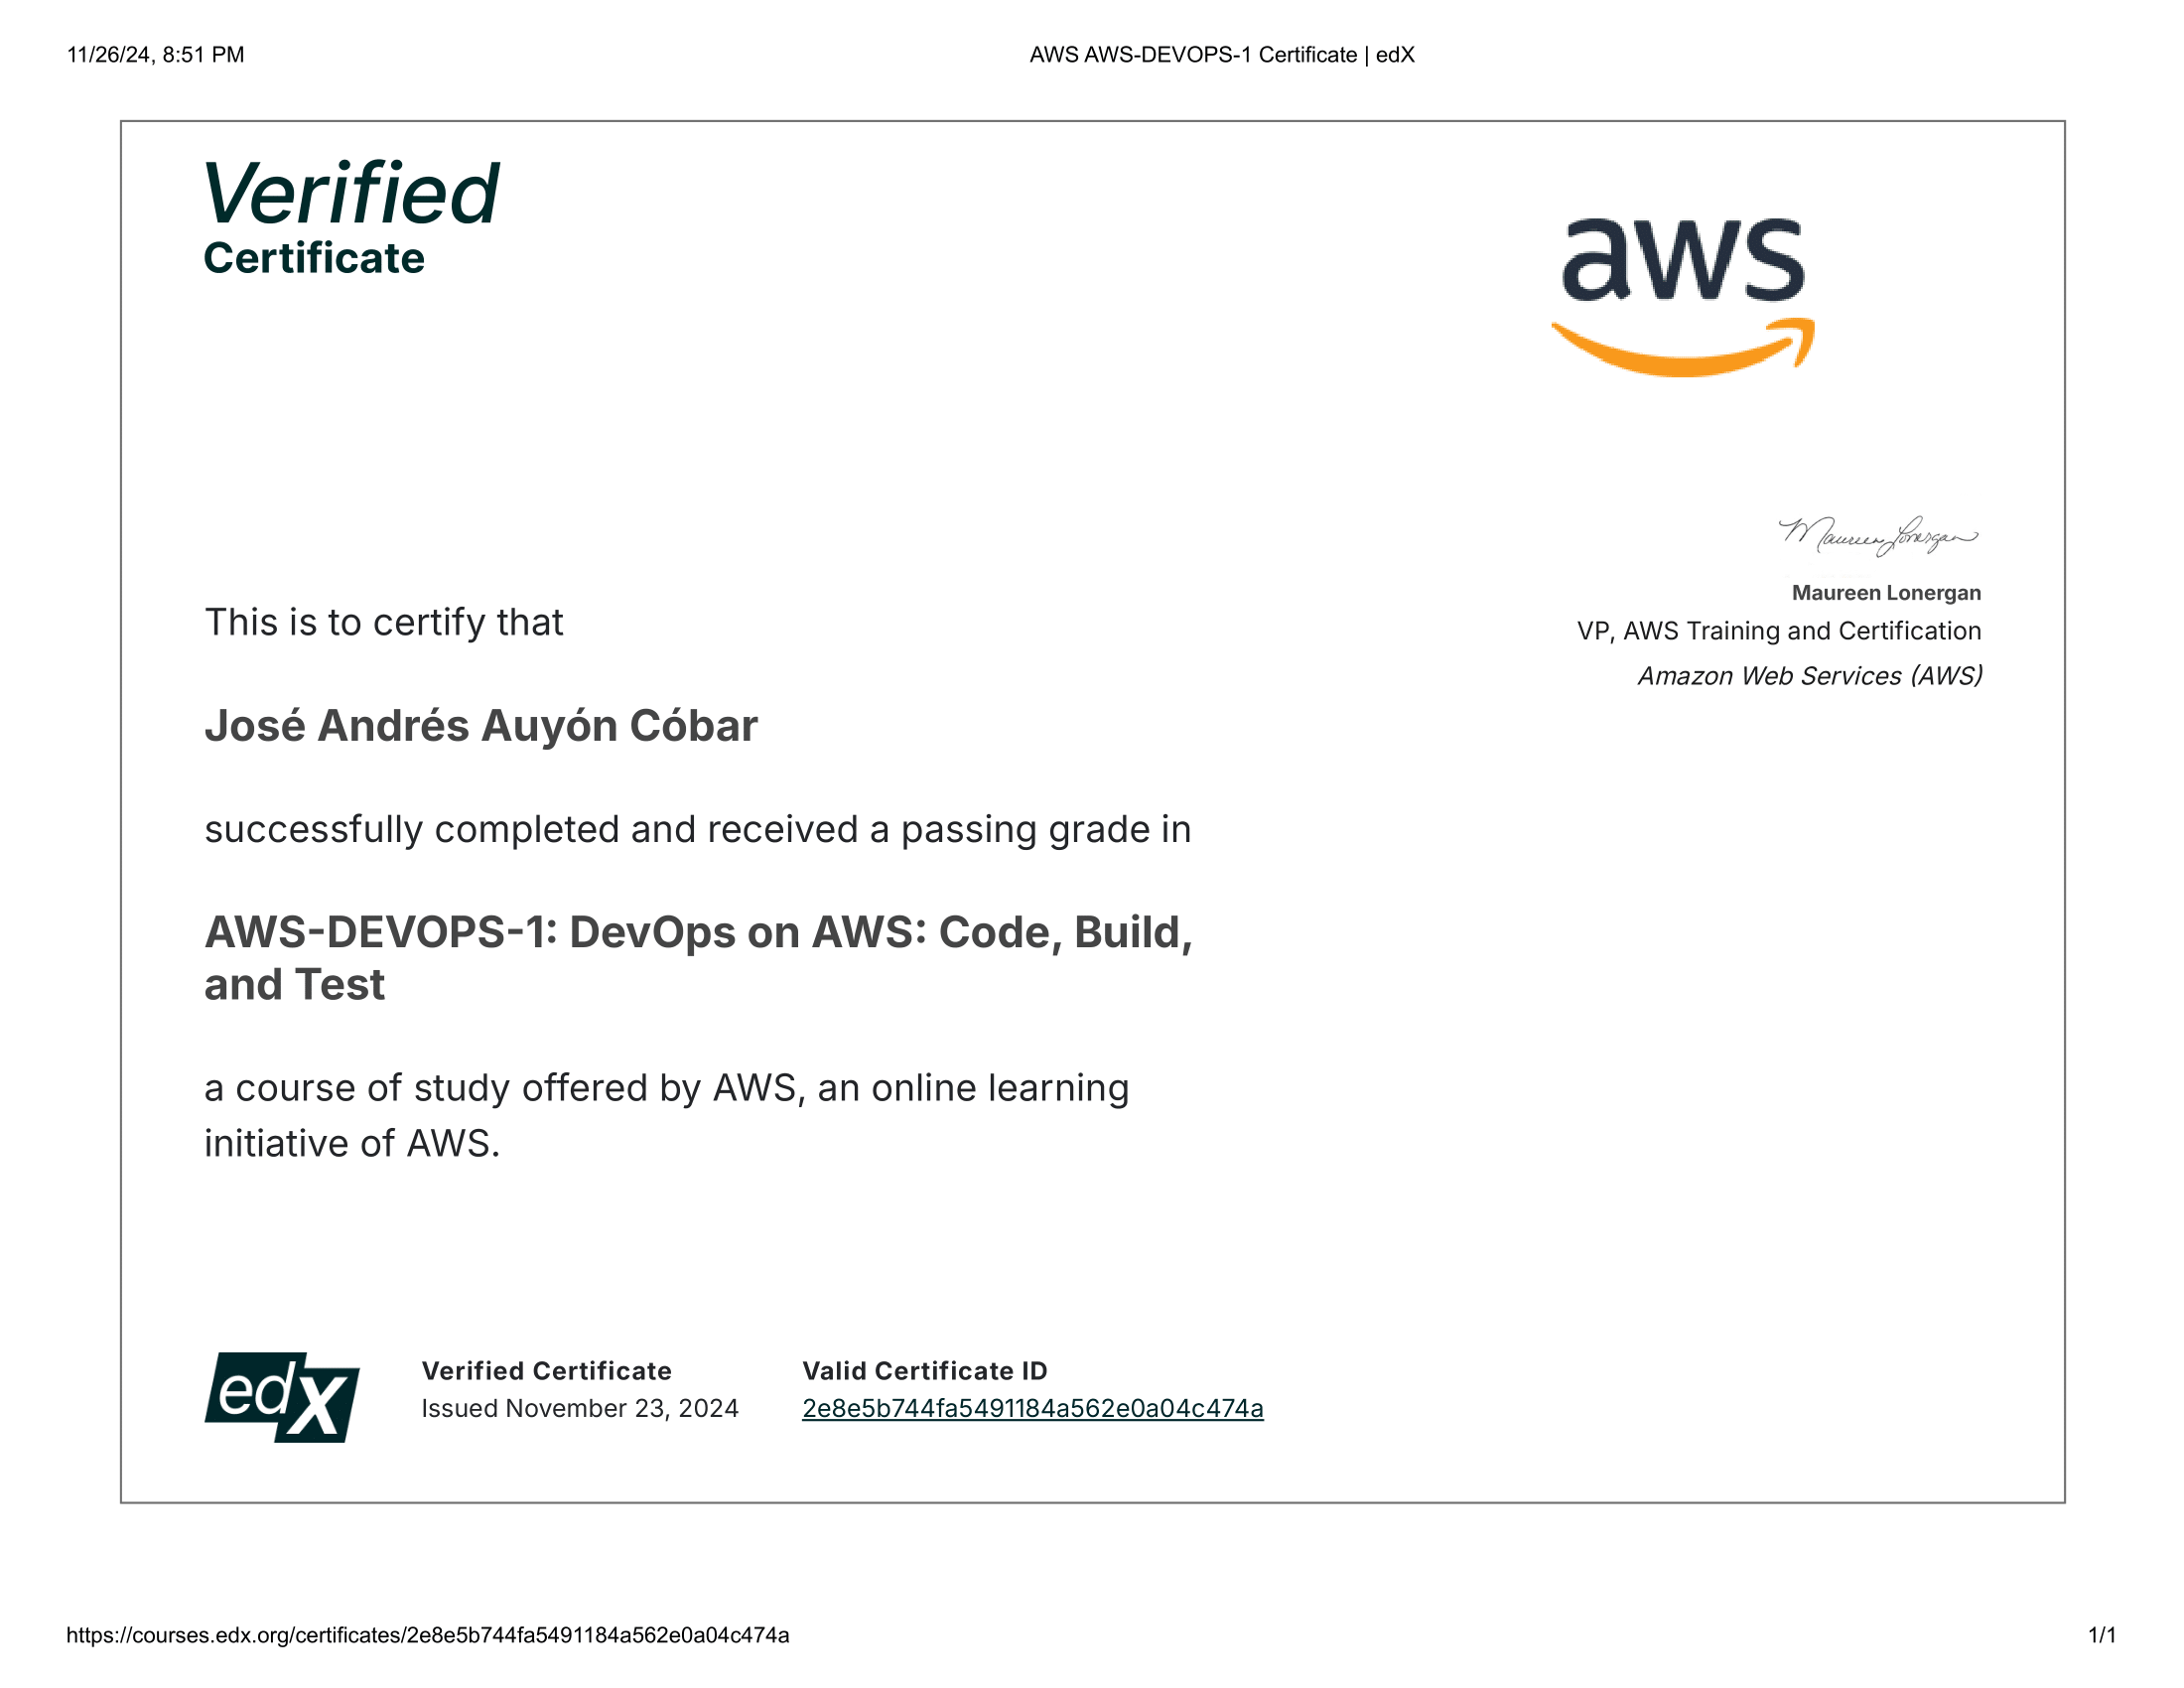 11/26/24, 8:51 PM
AWS AWS-DEVOPS-1 Certificate | edX
Verified
Certificate
aws
Maureen Lonergan
Maureen Lonergan
VP, AWS Training and Certification
Amazon Web Services (AWS)
This is to certify that
José Andrés Auyón Cóbar
successfully completed and received a passing grade in
AWS-DEVOPS-1: DevOps on AWS: Code, Build,
and Test
a course of study offered by AWS, an online learning
initiative of AWS.
edX
Verified Certificate
Issued November 23, 2024
Valid Certificate ID
2e8e5b744fa5491184a562e0a04c474a
https://courses.edx.org/certificates/2e8e5b744fa5491184a562e0a04c474a
1/1